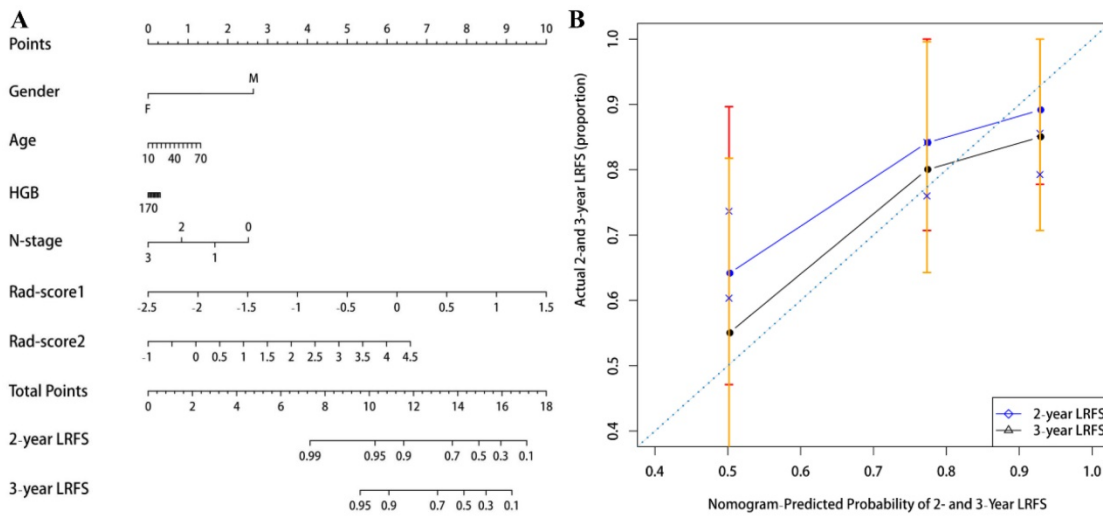 A
Points
0 1 2 3 4 5 6 7 8 9 10
Gender
M
F
Age
10 40 70
HGB
170
N-stage
2 0
3 1
Rad-score1
-2.5 -2 -1.5 -1 -0.5 0 0.5 1 1.5
Rad-score2
-1 0 0.5 1 1.5 2 2.5 3 3.5 4 4.5
Total Points
0 2 4 6 8 10 12 14 16 18
2-year LRFS
0.99 0.95 0.9 0.7 0.5 0.3 0.1
3-year LRFS
0.95 0.9 0.7 0.5 0.3 0.1
B
Actual 2-and 3-year LRFS (proportion)
1.0
0.9
0.8
0.7
0.6
0.5
0.4
2-year LRFS
3-year LRFS
0.4 0.5 0.6 0.7 0.8 0.9 1.0
Nomogram-Predicted Probability of 2- and 3-Year LRFS